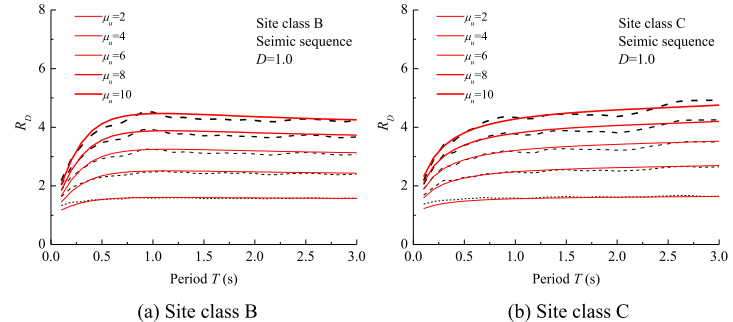 8
6
4
2
0
R_D
μ_u=2
μ_u=4
μ_u=6
μ_u=8
μ_u=10
Site class B
Seimic sequence
D=1.0
0.0 0.5 1.0 1.5 2.0 2.5 3.0
Period T (s)
(a) Site class B
8
6
4
2
0
R_D
μ_u=2
μ_u=4
μ_u=6
μ_u=8
μ_u=10
Site class C
Seimic sequence
D=1.0
0.0 0.5 1.0 1.5 2.0 2.5 3.0
Period T (s)
(b) Site class C